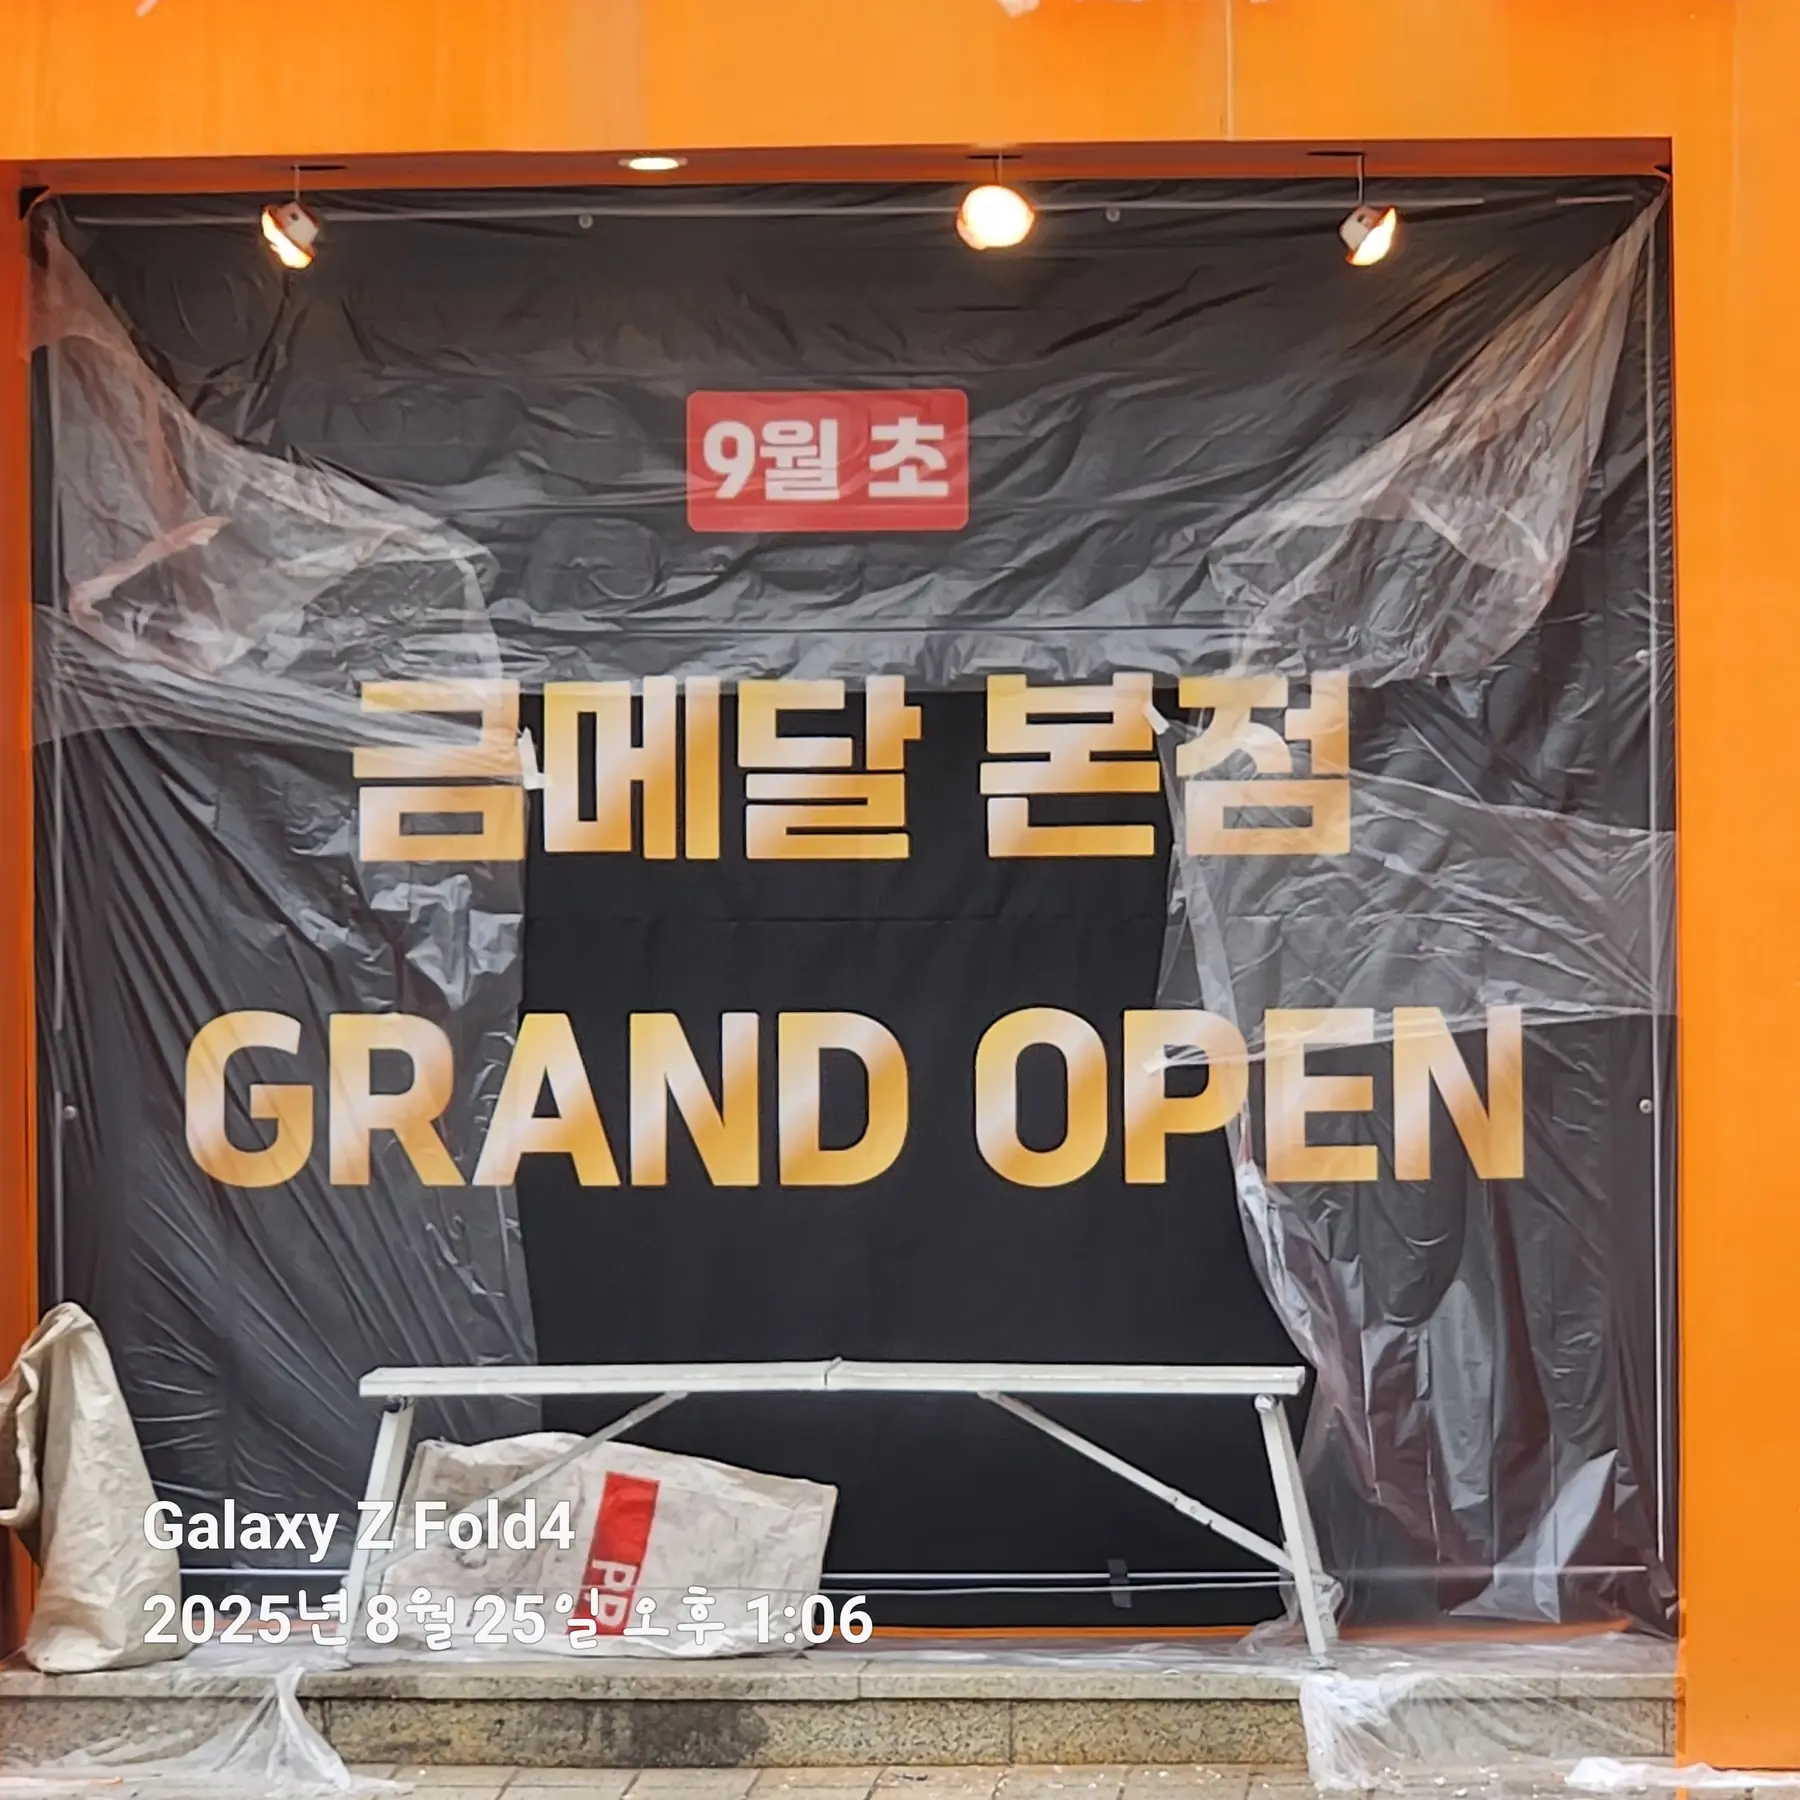 9월 초
금메달 본점
GRAND OPEN
Galaxy Z Fold4
2025년 8월 25일 오후 1:06